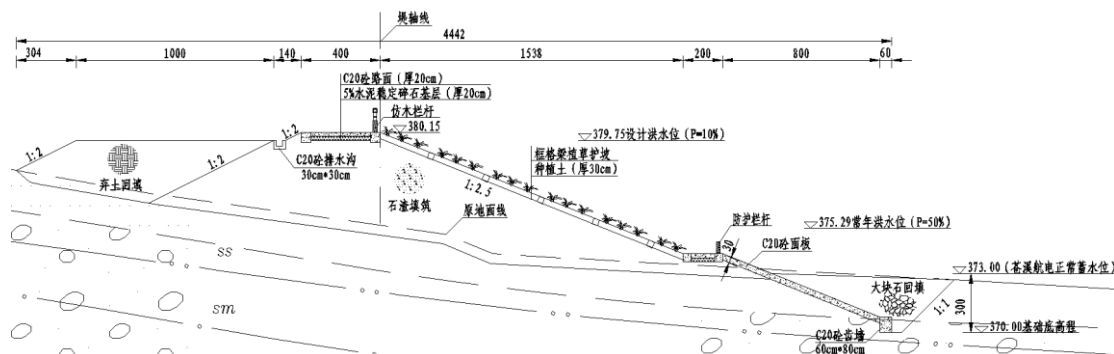 堤轴线
4442
304
1000
140
400
1538
200
800
60
C20砼路面(厚20cm)
5%水泥稳定碎石基层(厚20cm)
仿木栏杆
380.15
379.75设计洪水位(P=10%)
1:2
1:2
1:2
C20砼排水沟
30cm*30cm
弃土回填
石渣填筑
框格梁植草护坡
种植土(厚30cm)
1:2.5
原地面线
防护栏杆
375.29常年洪水位(P=50%)
30
C20砼面板
373.00(苍溪航电正常蓄水位)
大块石回填
1:1
300
370.00基础底高程
C20砼齿墙
60cm*80cm
ss
sm